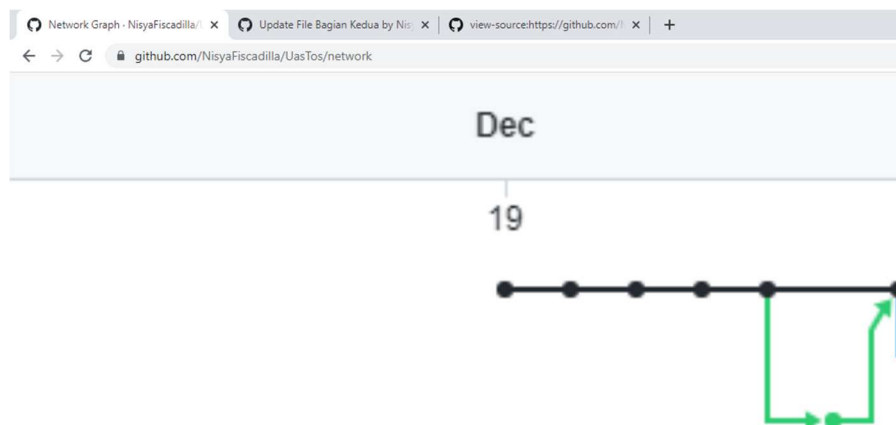 Network Graph · NisyaFiscadilla/
Update File Bagian Kedua by Nis
view-source:https://github.com/
github.com/NisyaFiscadilla/UasTos/network
Dec
19